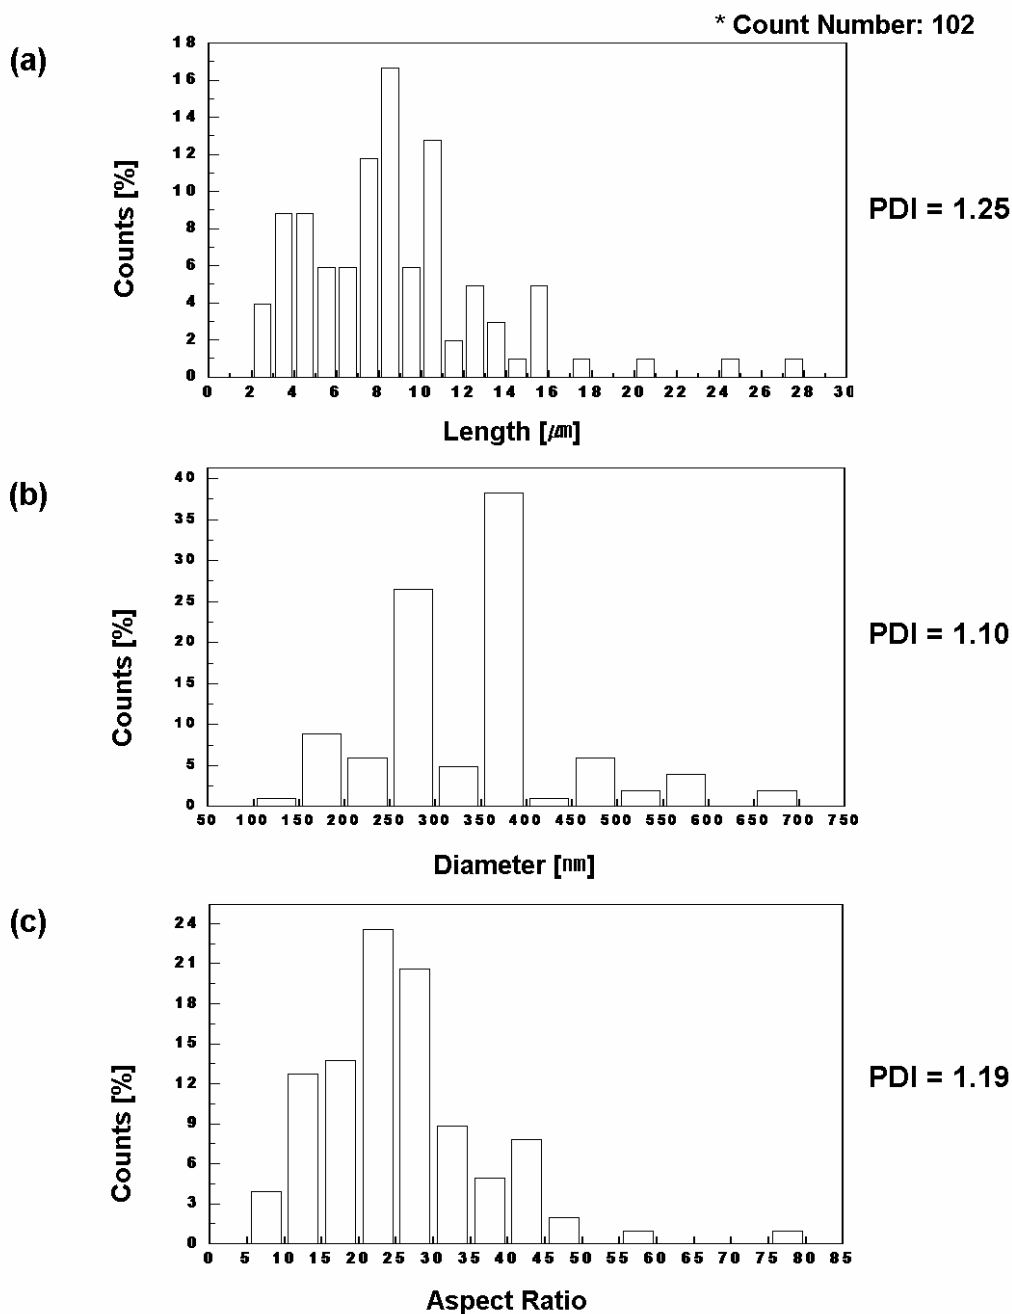 * Count Number: 102
(a)
18
16
14
12
10
8
6
4
2
0
Counts [%]
PDI = 1.25
0 2 4 6 8 10 12 14 16 18 20 22 24 26 28 30
Length [㎛]
(b)
40
35
30
25
20
15
10
5
0
Counts [%]
PDI = 1.10
50 100 150 200 250 300 350 400 450 500 550 600 650 700 750
Diameter [㎚]
(c)
24
21
18
15
12
9
6
3
0
Counts [%]
PDI = 1.19
0 5 10 15 20 25 30 35 40 45 50 55 60 65 70 75 80 85
Aspect Ratio